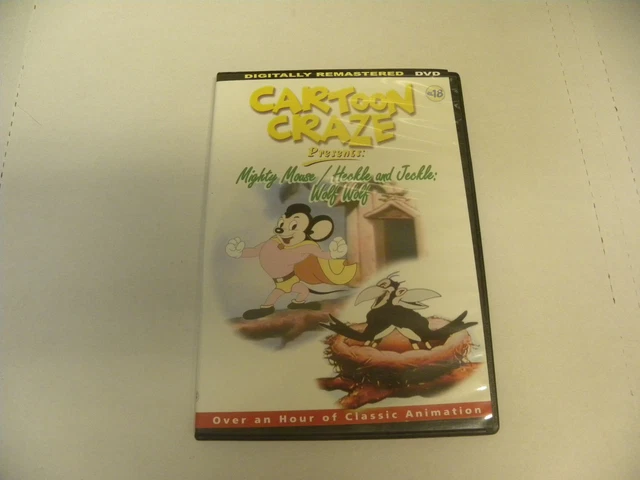 DIGITALLY REMASTERED DVD
CARTOON
CRAZE
18
Presents:
Mighty Mouse / Heckle and Jeckle:
Wolf Wolf
Over an Hour of Classic Animation